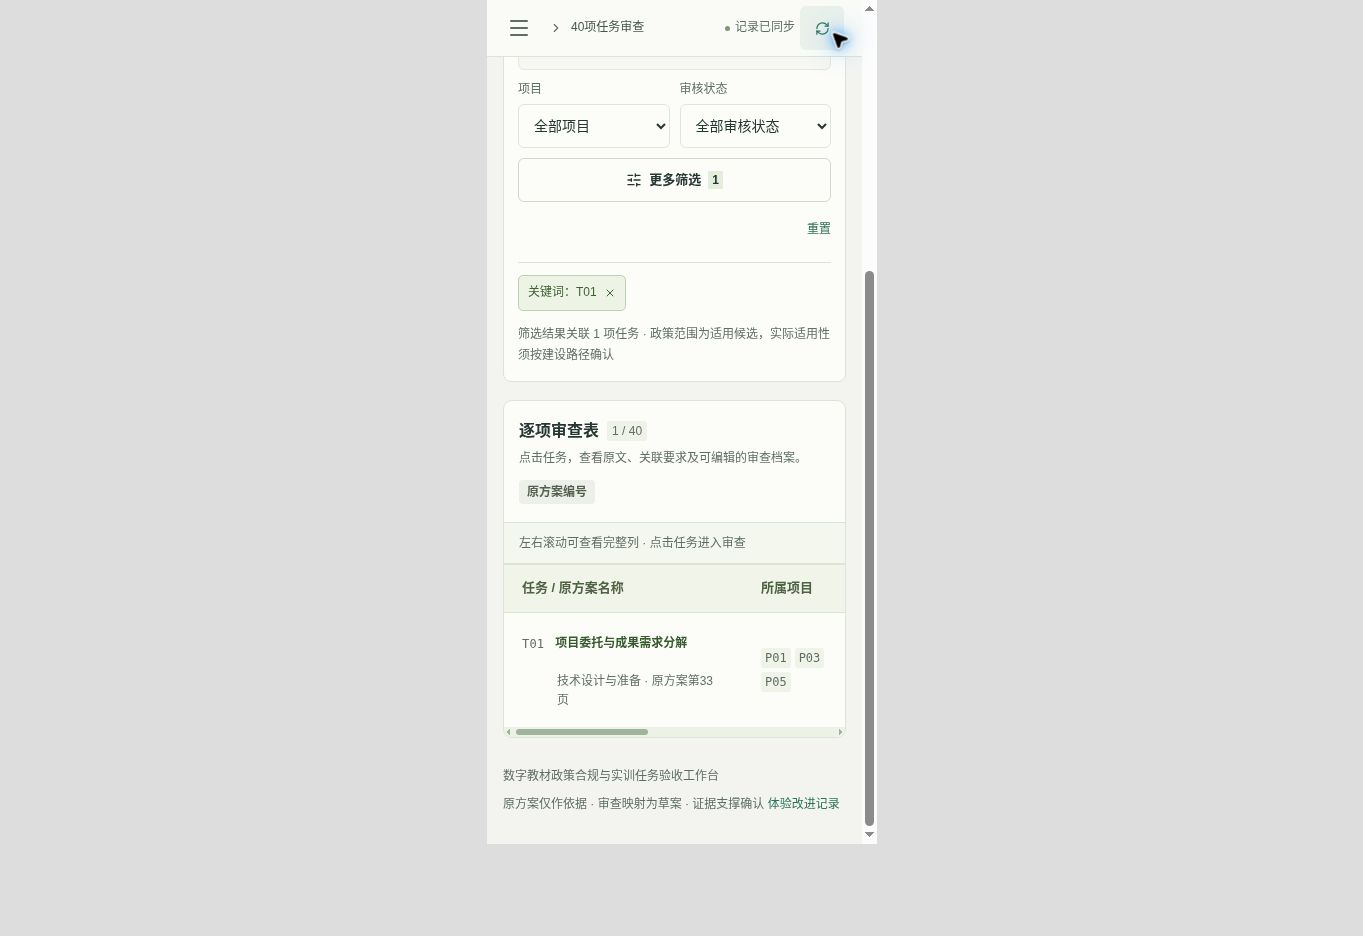 40项任务审查
记录已同步
项目
审核状态
全部项目
全部审核状态
更多筛选 1
重置
关键词：T01
筛选结果关联 1 项任务 · 政策范围为适用候选，实际适用性
须按建设路径确认
逐项审查表 1 / 40
点击任务，查看原文、关联要求及可编辑的审查档案。
原方案编号
左右滚动可查看完整列 · 点击任务进入审查
任务 / 原方案名称
所属项目
T01 项目委托与成果需求分解
技术设计与准备 · 原方案第33
页
P01 P03
P05
数字教材政策合规与实训任务验收工作台
原方案仅作依据 · 审查映射为草案 · 证据支撑确认 体验改进记录